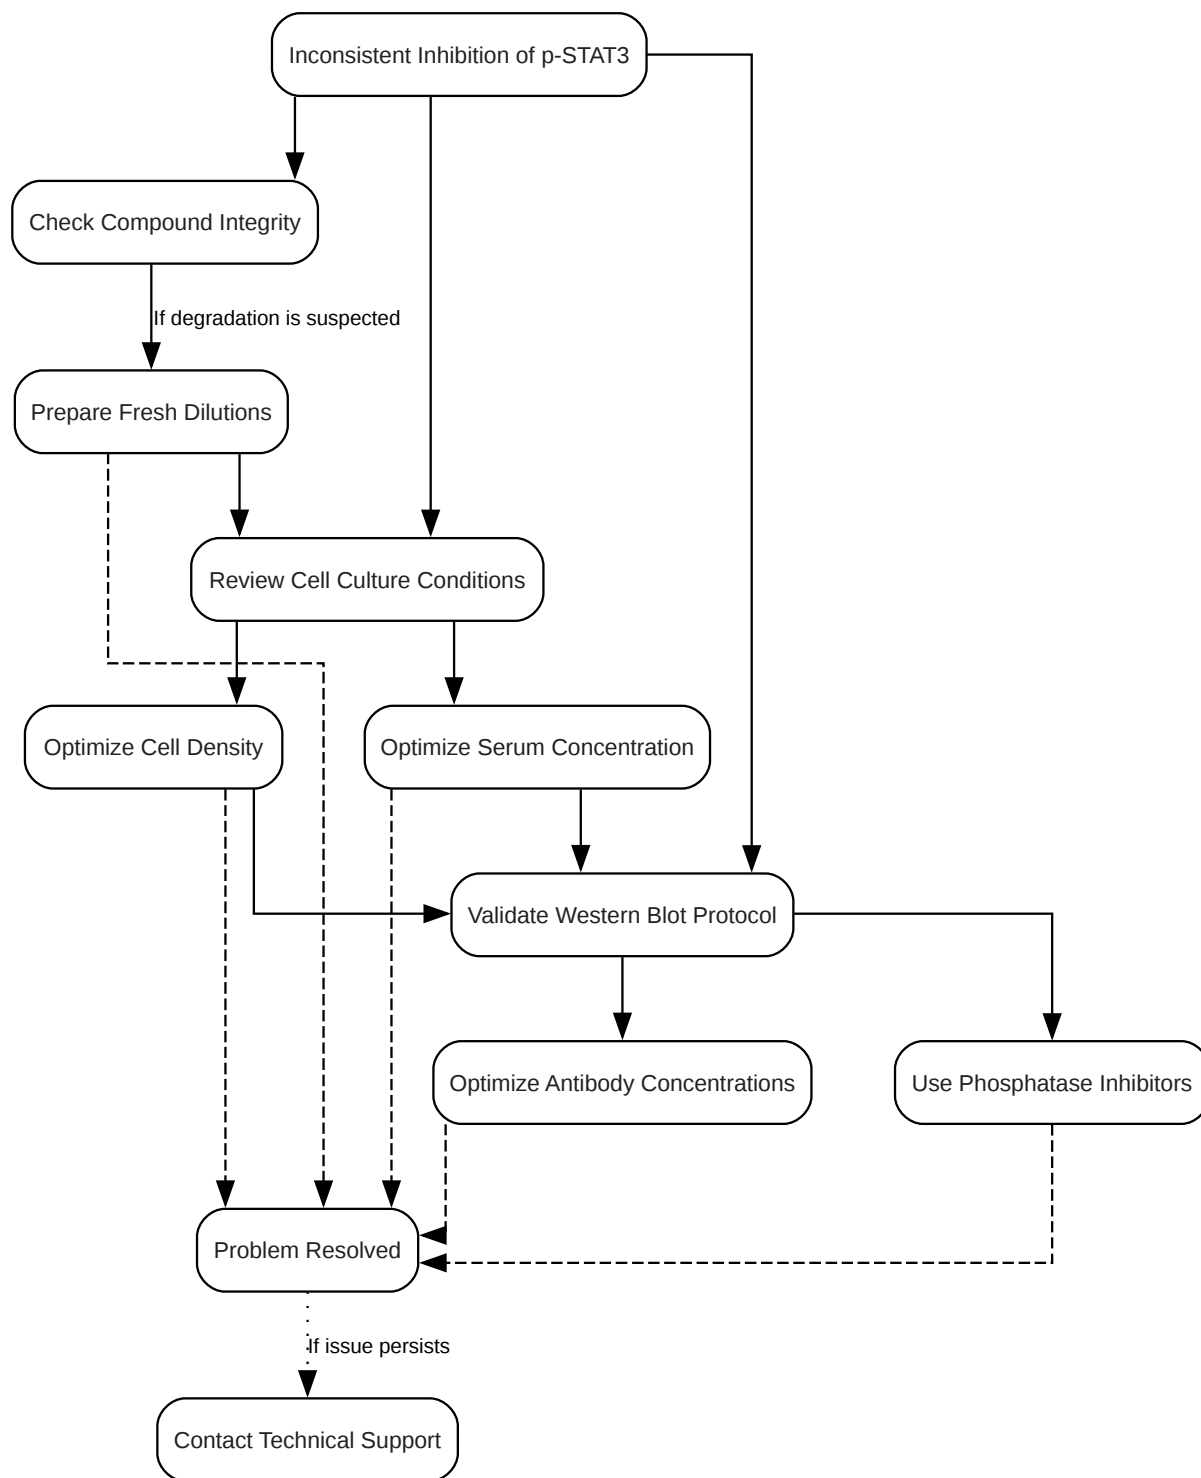 Inconsistent Inhibition of p-STAT3
Check Compound Integrity
If degradation is suspected
Prepare Fresh Dilutions
Review Cell Culture Conditions
Optimize Cell Density
Optimize Serum Concentration
Validate Western Blot Protocol
Optimize Antibody Concentrations
Use Phosphatase Inhibitors
Problem Resolved
If issue persists
Contact Technical Support